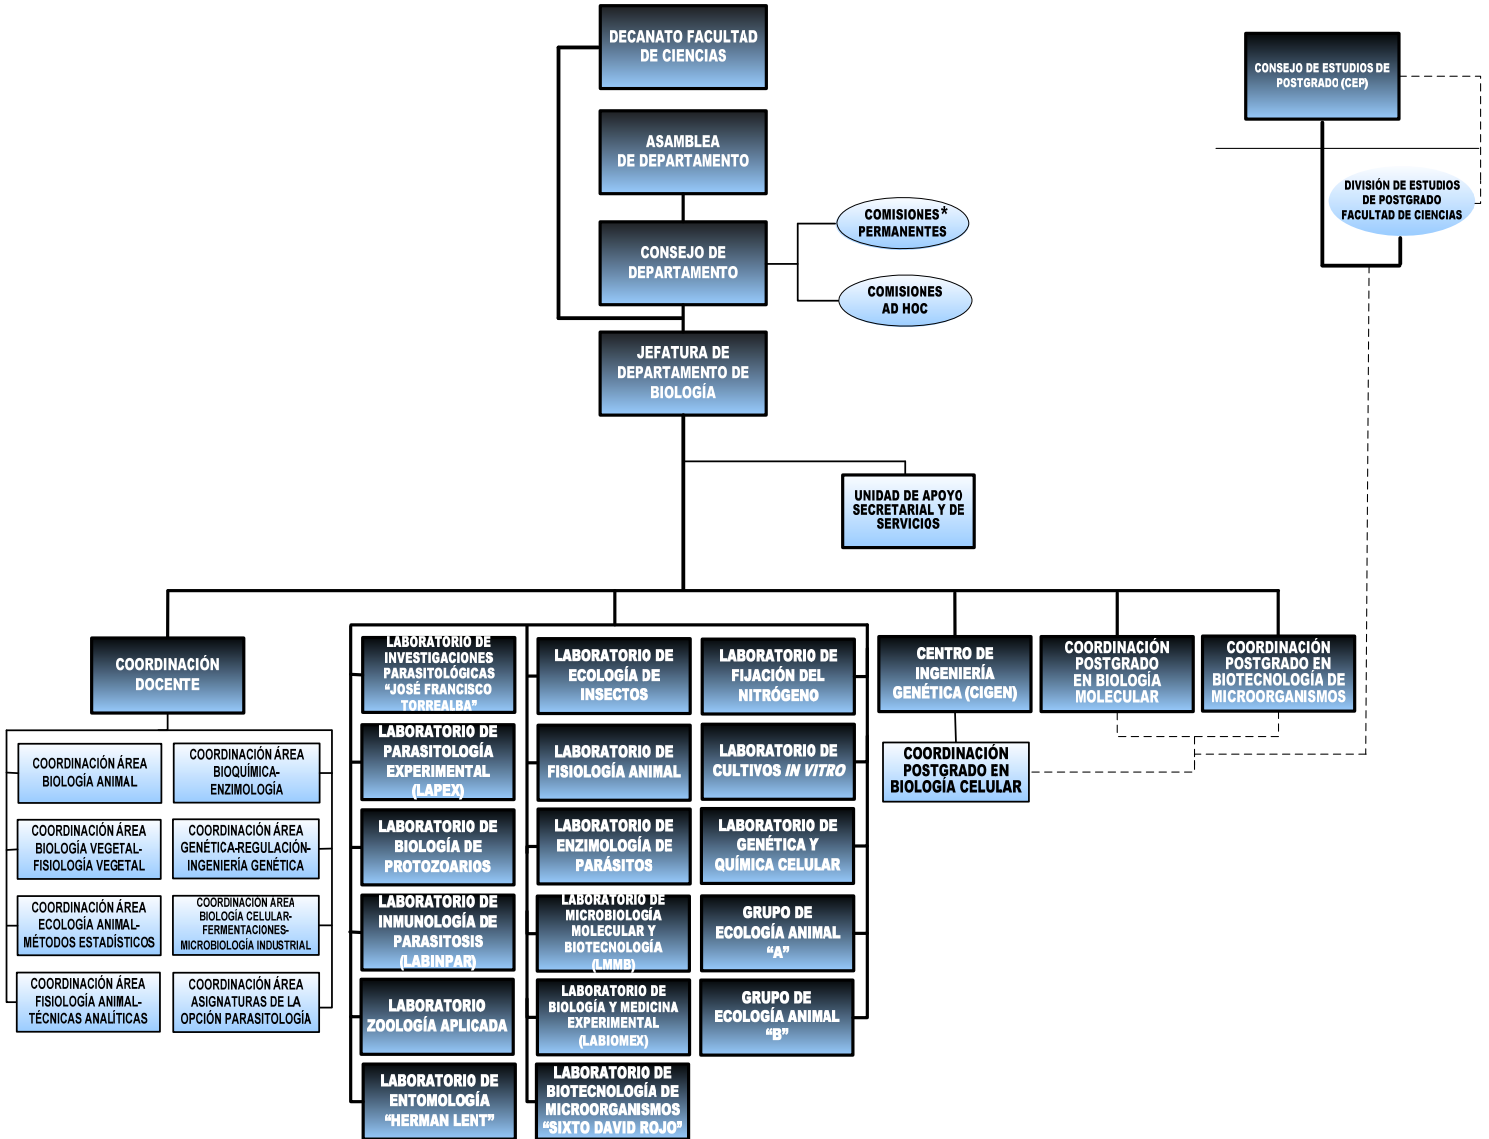 DECANATO FACULTAD
DE CIENCIAS
CONSEJO DE ESTUDIOS DE
POSTGRADO (CEP)
ASAMBLEA
DE DEPARTAMENTO
DIVISIÓN DE ESTUDIOS
DE POSTGRADO
FACULTAD DE CIENCIAS
COMISIONES*
PERMANENTES
CONSEJO DE
DEPARTAMENTO
COMISIONES
AD HOC
JEFATURA DE
DEPARTAMENTO DE
BIOLOGÍA
UNIDAD DE APOYO
SECRETARIAL Y DE
SERVICIOS
COORDINACIÓN
DOCENTE
COORDINACIÓN ÁREA
BIOLOGÍA ANIMAL
COORDINACIÓN ÁREA
BIOQUÍMICA-
ENZIMOLOGÍA
COORDINACIÓN ÁREA
BIOLOGÍA VEGETAL-
FISIOLOGÍA VEGETAL
COORDINACIÓN ÁREA
GENÉTICA-REGULACIÓN-
INGENIERÍA GENÉTICA
COORDINACIÓN ÁREA
ECOLOGÍA ANIMAL-
MÉTODOS ESTADÍSTICOS
COORDINACIÓN ÁREA
BIOLOGÍA CELULAR-
FERMENTACIONES-
MICROBIOLOGÍA INDUSTRIAL
COORDINACIÓN ÁREA
FISIOLOGÍA ANIMAL-
TÉCNICAS ANALÍTICAS
COORDINACIÓN ÁREA
ASIGNATURAS DE LA
OPCIÓN PARASITOLOGÍA
LABORATORIO DE
INVESTIGACIONES
PARASITOLÓGICAS
“JOSÉ FRANCISCO
TORREALBA”
LABORATORIO DE
ECOLOGÍA DE
INSECTOS
LABORATORIO DE
FIJACIÓN DEL
NITRÓGENO
LABORATORIO DE
PARASITOLOGÍA
EXPERIMENTAL
(LAPEX)
LABORATORIO DE
FISIOLOGÍA ANIMAL
LABORATORIO DE
CULTIVOS IN VITRO
LABORATORIO DE
BIOLOGÍA DE
PROTOZOARIOS
LABORATORIO DE
ENZIMOLOGÍA DE
PARÁSITOS
LABORATORIO DE
GENÉTICA Y
QUÍMICA CELULAR
LABORATORIO DE
INMUNOLOGÍA DE
PARASITOSIS
(LABINPAR)
LABORATORIO DE
MICROBIOLOGÍA
MOLECULAR Y
BIOTECNOLOGÍA
(LMMB)
GRUPO DE
ECOLOGÍA ANIMAL
“A”
LABORATORIO
ZOOLOGÍA APLICADA
LABORATORIO DE
BIOLOGÍA Y MEDICINA
EXPERIMENTAL
(LABIOMEX)
GRUPO DE
ECOLOGÍA ANIMAL
“B”
LABORATORIO DE
ENTOMOLOGÍA
“HERMAN LENT”
LABORATORIO DE
BIOTECNOLOGÍA DE
MICROORGANISMOS
“SIXTO DAVID ROJO”
CENTRO DE
INGENIERÍA
GENÉTICA (CIGEN)
COORDINACIÓN
POSTGRADO EN
BIOLOGÍA CELULAR
COORDINACIÓN
POSTGRADO
EN BIOLOGÍA
MOLECULAR
COORDINACIÓN
POSTGRADO EN
BIOTECNOLOGÍA DE
MICROORGANISMOS